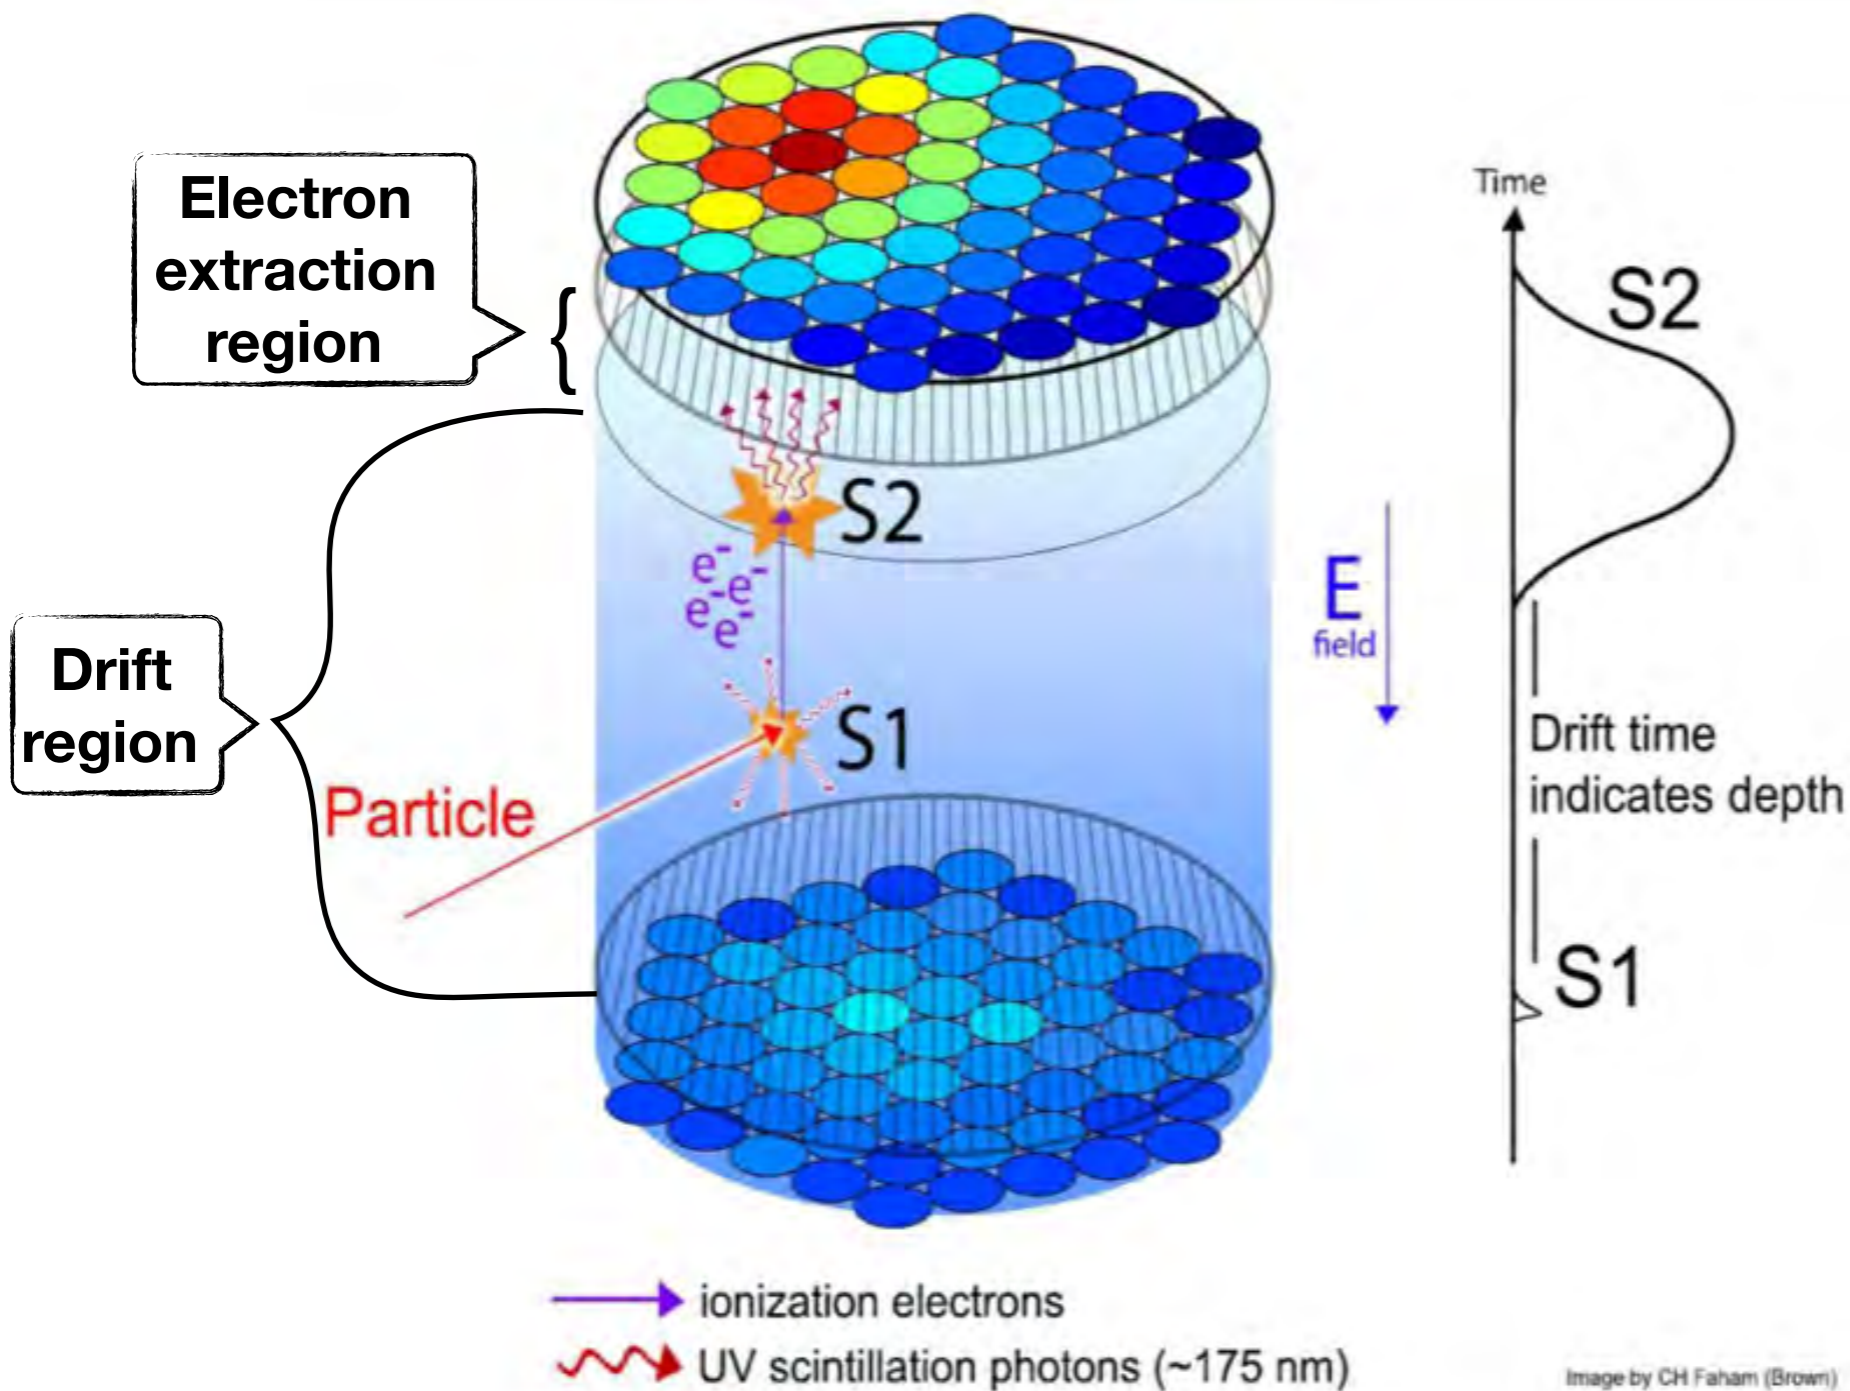 Electron
extraction
region
{
Time
S2
S2
e-
e-
e-
e-
E
field
Drift
region
S1
Drift time
indicates depth
Particle
S1
ionization electrons
UV scintillation photons (~175 nm)
Image by CH Faham (Brown)